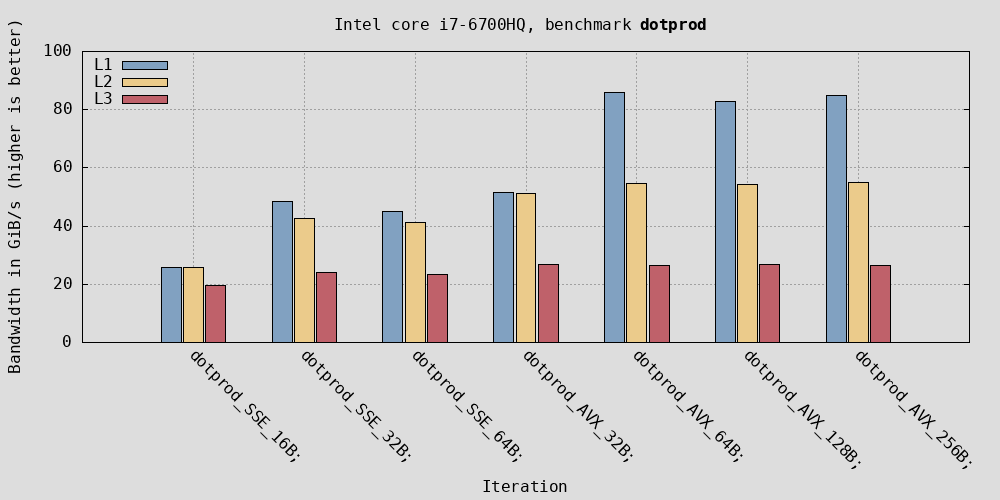 Intel core i7-6700HQ, benchmark dotprod
Bandwidth in GiB/s (higher is better)
100
80
60
40
20
0
L1
L2
L3
dotprod_SSE_16B;
dotprod_SSE_32B;
dotprod_SSE_64B;
dotprod_AVX_32B;
dotprod_AVX_64B;
dotprod_AVX_128B;
dotprod_AVX_256B;
Iteration